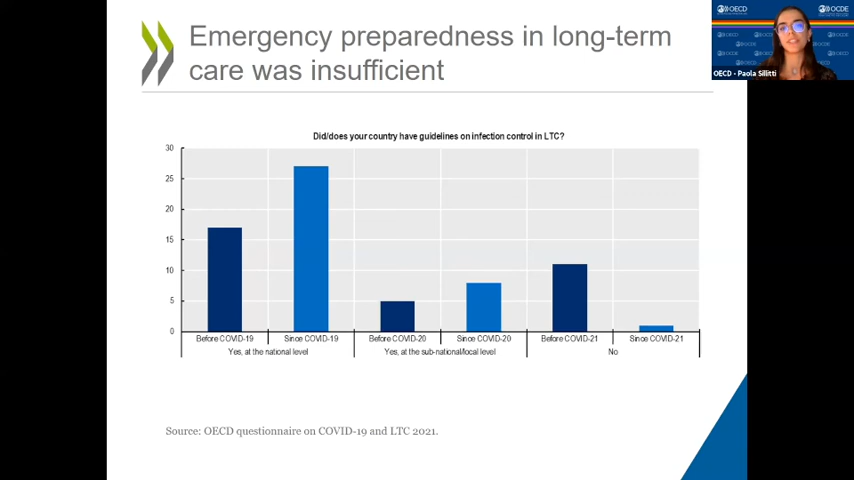 Emergency preparedness in long-term
care was insufficient
OECD
OCDE
OECD - Paola Sillitti
Did/does your country have guidelines on infection control in LTC?
30
25
20
15
10
5
0
Before COVID-19 Since COVID-19 Before COVID-20 Since COVID-20 Before COVID-21 Since COVID-21
Yes, at the national level Yes, at the sub-national/local level No
Source: OECD questionnaire on COVID-19 and LTC 2021.